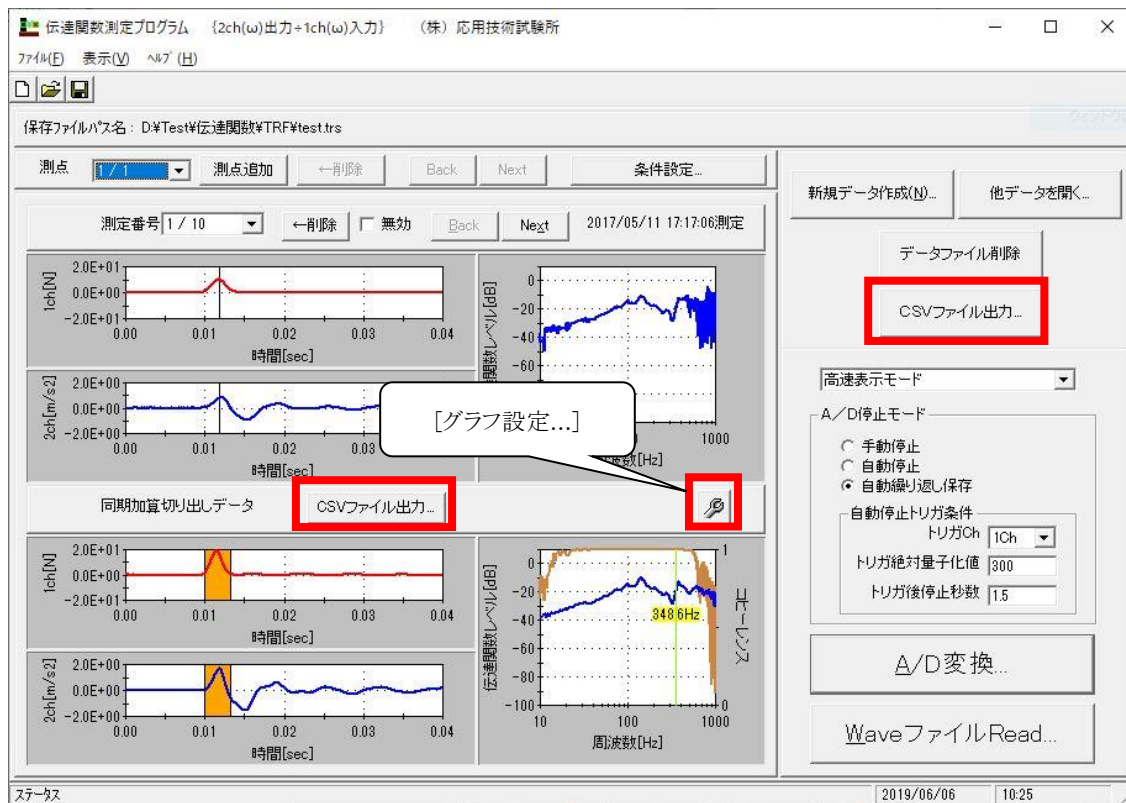 伝達関数測定プログラム {2ch(ω)出力÷1ch(ω)入力} （株）応用技術試験所
ﾌｧｲﾙ(F) 表示(V) ﾍﾙﾌﾟ(H)
保存ファイルパス名： D:¥Test¥伝達関数¥TRF¥test.trs
測点 1 / 1 測点追加 ←削除 Back Next 条件設定...
測定番号 1 / 10 ←削除 無効 Back Next 2017/05/11 17:17:06測定
1ch[N]
2.0E+01
0.0E+00
-2.0E+01
0.00 0.01 0.02 0.03 0.04
時間[sec]
2ch[m/s2]
2.0E+00
0.0E+00
-2.0E+00
0.00 0.01 0.02 0.03 0.04
時間[sec]
伝達関数レベル[dB]
0
-20
-40
-60
1000
周波数[Hz]
[グラフ設定...]
同期加算切り出しデータ CSVファイル出力...
1ch[N]
2.0E+01
0.0E+00
-2.0E+01
0.00 0.01 0.02 0.03 0.04
時間[sec]
2ch[m/s2]
2.0E+00
0.0E+00
-2.0E+00
0.00 0.01 0.02 0.03 0.04
時間[sec]
伝達関数レベル[dB]
0
-20
-40
-60
-80
-100
348.6Hz
1
0
コヒーレンス
10 100 1000
周波数[Hz]
新規データ作成(N)... 他データを開く...
データファイル削除
CSVファイル出力...
高速表示モード
A／D停止モード
手動停止
自動停止
自動繰り返し保存
自動停止トリガ条件
トリガCh 1Ch
トリガ絶対量子化値 300
トリガ後停止秒数 1.5
A/D変換...
WaveファイルRead...
ｽﾃｰﾀｽ 2019/06/06 10:25